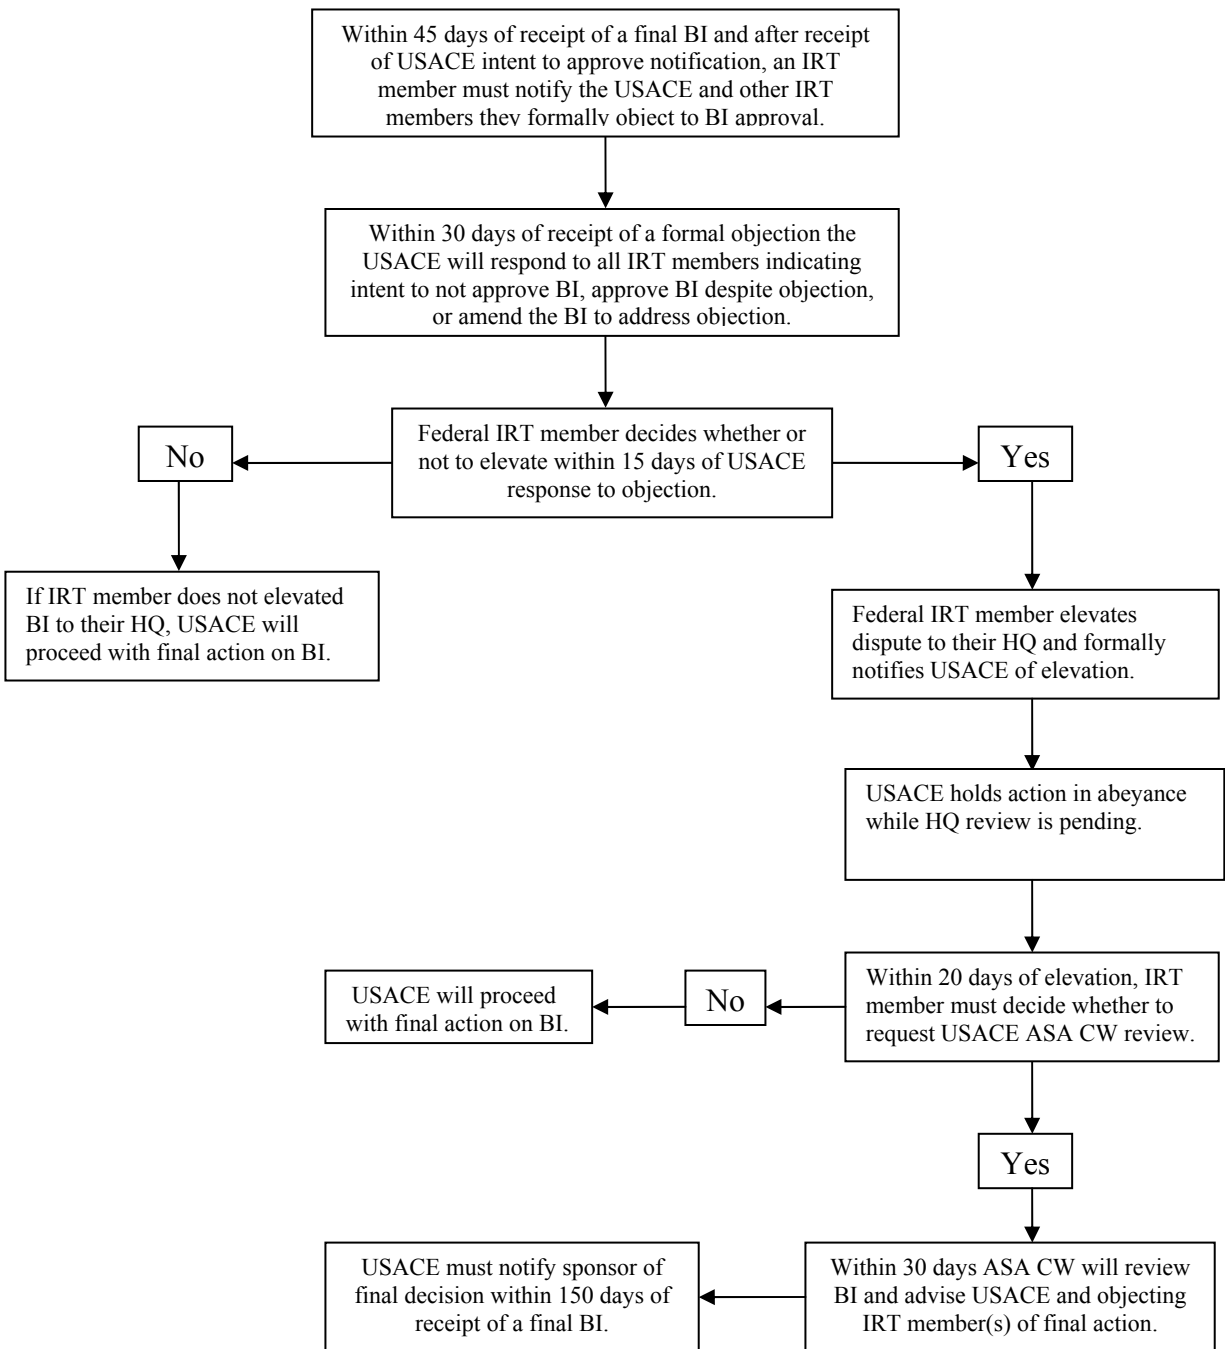 Within 45 days of receipt of a final BI and after receipt
of USACE intent to approve notification, an IRT
member must notify the USACE and other IRT
members they formally object to BI approval.
Within 30 days of receipt of a formal objection the
USACE will respond to all IRT members indicating
intent to not approve BI, approve BI despite objection,
or amend the BI to address objection.
Federal IRT member decides whether or
not to elevate within 15 days of USACE
response to objection.
No
Yes
If IRT member does not elevated
BI to their HQ, USACE will
proceed with final action on BI.
Federal IRT member elevates
dispute to their HQ and formally
notifies USACE of elevation.
USACE holds action in abeyance
while HQ review is pending.
Within 20 days of elevation, IRT
member must decide whether to
request USACE ASA CW review.
No
USACE will proceed
with final action on BI.
Yes
Within 30 days ASA CW will review
BI and advise USACE and objecting
IRT member(s) of final action.
USACE must notify sponsor of
final decision within 150 days of
receipt of a final BI.